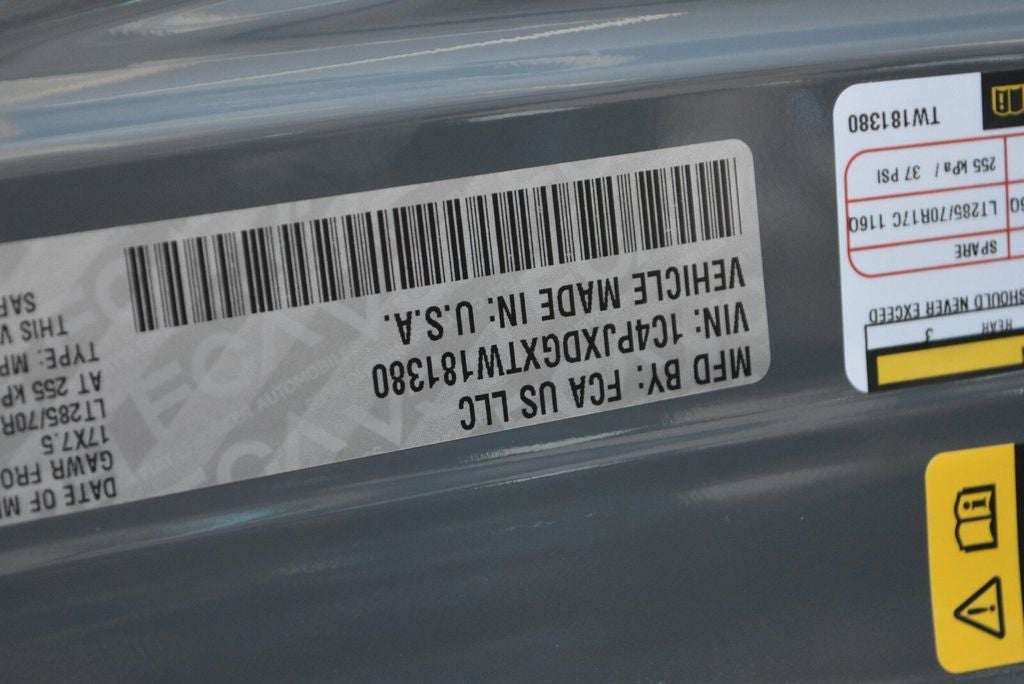 MFD BY: FCA US LLC
VIN: 1C4PJXDGXTW181380
VEHICLE MADE IN: U.S.A.
DATE OF M
GAWR FRO
17X7.5
LT285/70R
AT 255 kP
TYPE: MP
THIS V
SAF
REAR 3
SHOULD NEVER EXCEED
SPARE
LT285/70R17C 1160
255 kPa / 37 PSI
TW181380